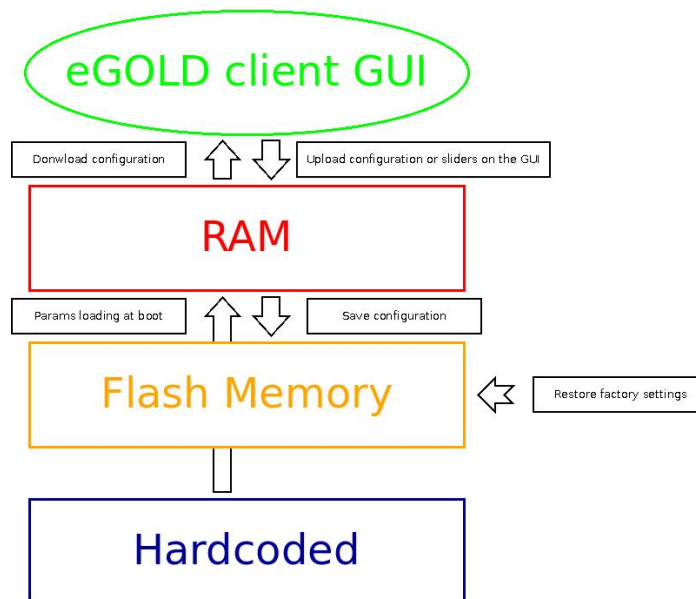 eGOLD client GUI
Donwload configuration
Upload configuration or sliders on the GUI
RAM
Params loading at boot
Save configuration
Flash Memory
Restore factory settings
Hardcoded